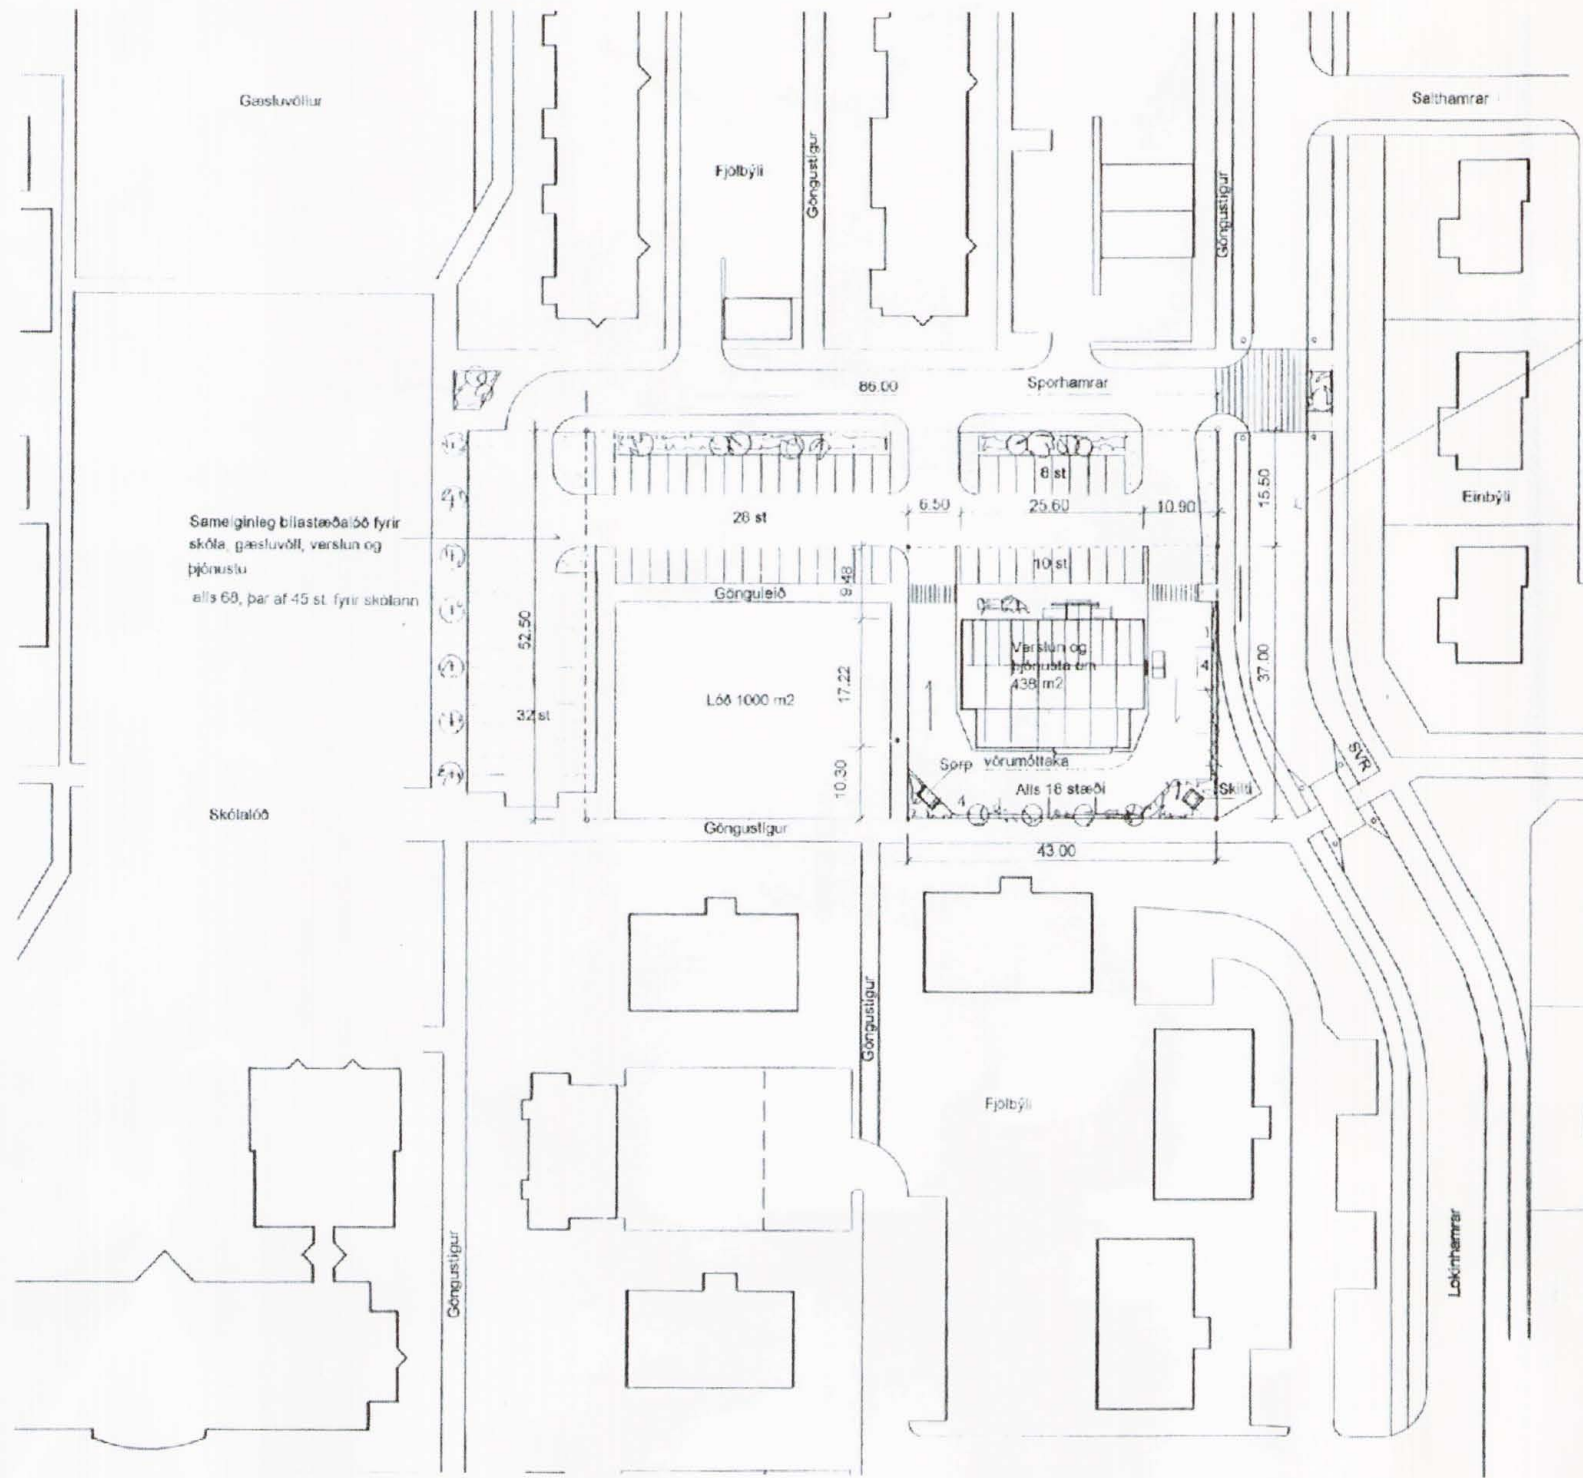 Gæsluvöllur
Salthamrar
Fjölbýli
Göngustígur
Göngustígur
86.00
Sporhamrar
8 st
6.50
25.60
10.90
15.50
Einbýli
28 st
Sameiginleg bílastæðalóð fyrir
skóla, gæsluvöll, verslun og
þjónustu
alls 68, þar af 45 st. fyrir skólann
10 st
9.48
Gönguleið
52.50
Verslun og
þjónusta um
438 m2
4
37.00
17.22
Lóð 1000 m2
32 st
Sorp
vörumóttaka
SVR
10.30
4
Alls 18 stæði
Skilti
Skólalóð
Göngustígur
43.00
Göngustígur
Fjölbýli
Göngustígur
Lokinhamrar